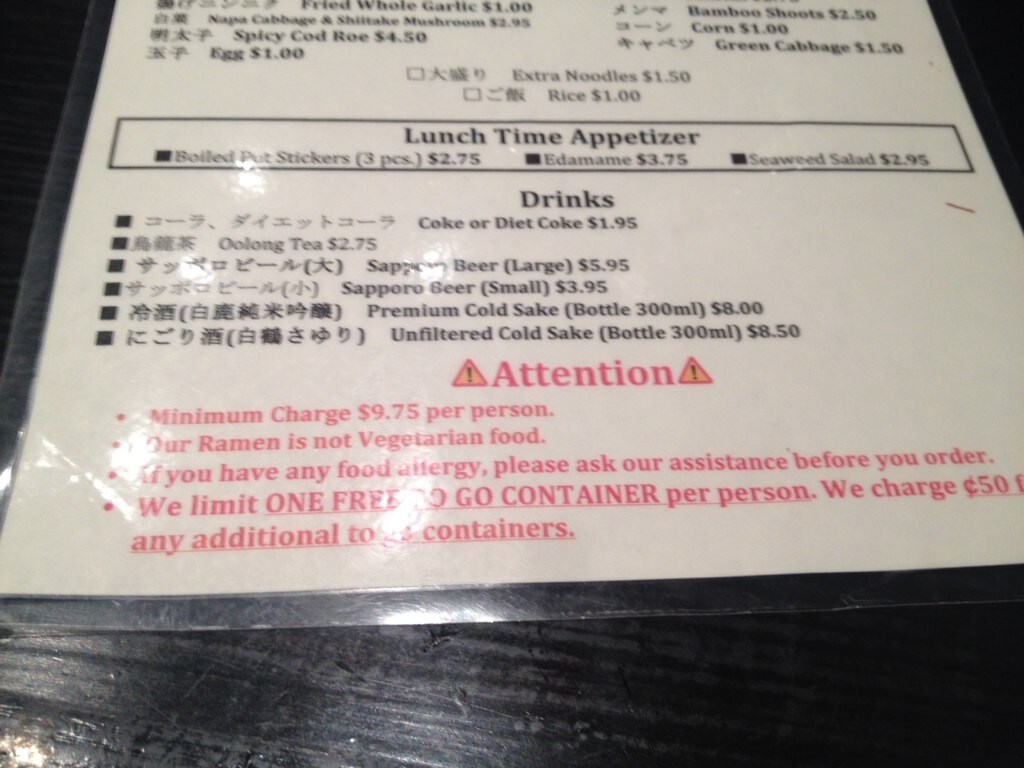 揚げニンニク Fried Whole Garlic $1.00
白菜 Napa Cabbage & Shiitake Mushroom $2.95
メンマ Bamboo Shoots $2.50
明太子 Spicy Cod Roe $4.50
コーン Corn $1.00
玉子 Egg $1.00
キャベツ Green Cabbage $1.50
□大盛り Extra Noodles $1.50
□ご飯 Rice $1.00
Lunch Time Appetizer
■Boiled Pot Stickers (3 pcs.) $2.75 ■Edamame $3.75 ■Seaweed Salad $2.95
Drinks
■ コーラ、ダイエットコーラ Coke or Diet Coke $1.95
■烏龍茶 Oolong Tea $2.75
■ サッポロビール(大) Sapporo Beer (Large) $5.95
■サッポロビール(小) Sapporo Beer (Small) $3.95
■ 冷酒(白鹿純米吟醸) Premium Cold Sake (Bottle 300ml) $8.00
■ にごり酒(白鶴さゆり) Unfiltered Cold Sake (Bottle 300ml) $8.50
⚠Attention⚠
• Minimum Charge $9.75 per person.
• Our Ramen is not Vegetarian food.
• If you have any food allergy, please ask our assistance before you order.
• We limit ONE FREE TO GO CONTAINER per person. We charge ¢50 f
any additional to go containers.